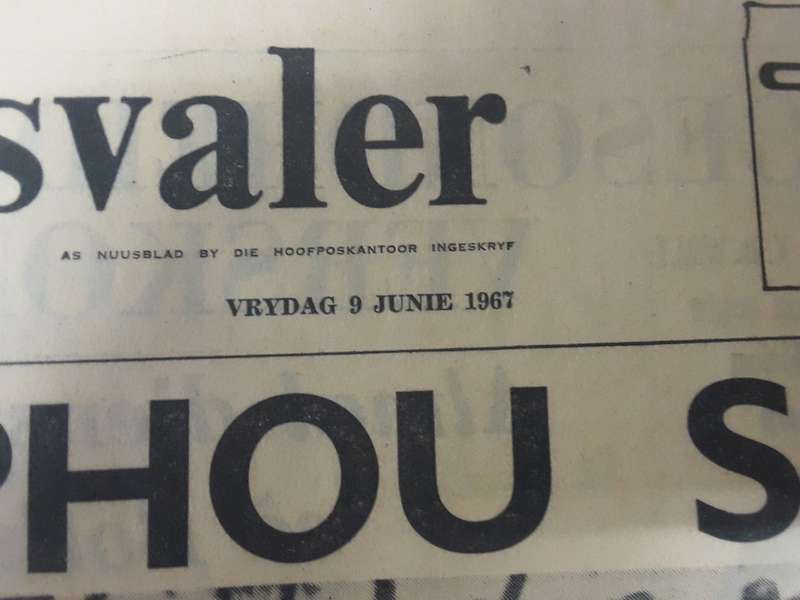 svaler
AS NUUSBLAD BY DIE HOOFPOSKANTOOR INGESKRYF
VRYDAG 9 JUNIE 1967
PHOU S